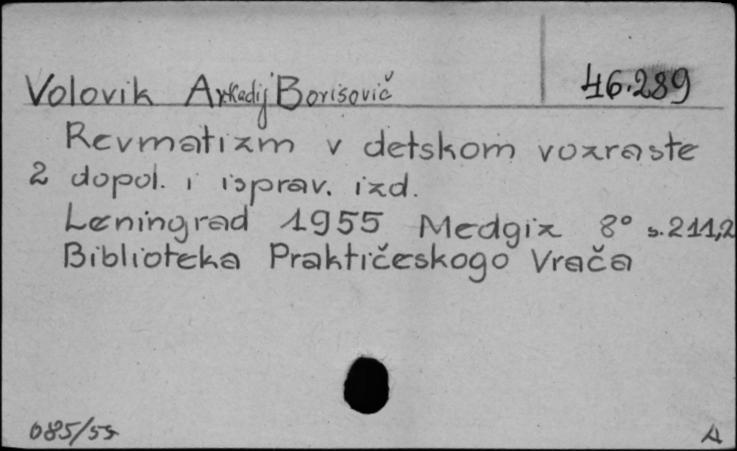 46.289
Volovik Arkadij Borisovič
Revmatizm v detskom vozraste
2 dopol. i isprav. izd.
Leningrad 1955 Medgiz 8° s.211,2
Biblioteka Praktičeskogo Vrača
085/55
A